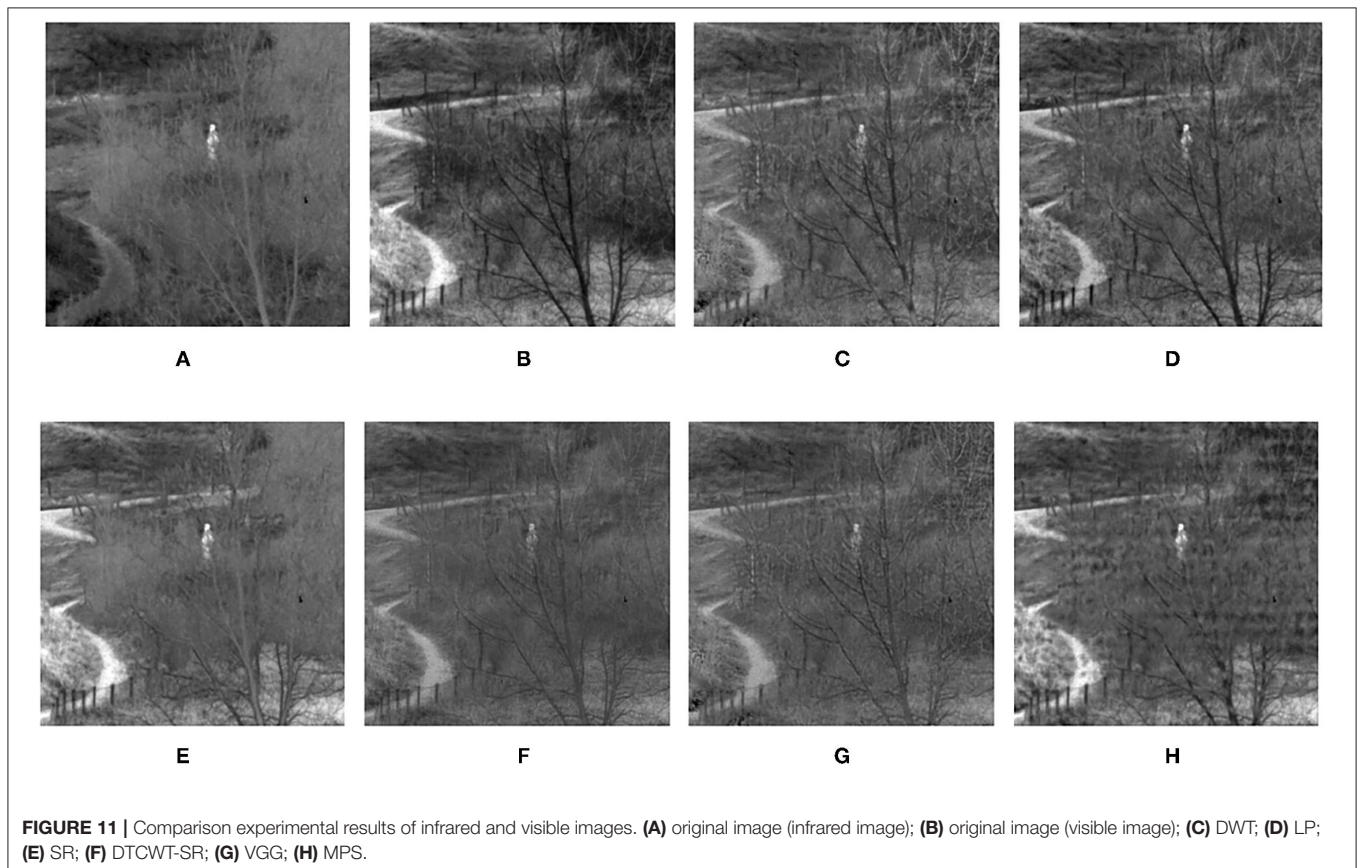 A B C D
E F G H
FIGURE 11 | Comparison experimental results of infrared and visible images. (A) original image (infrared image); (B) original image (visible image); (C) DWT; (D) LP;
(E) SR; (F) DTCWT-SR; (G) VGG; (H) MPS.